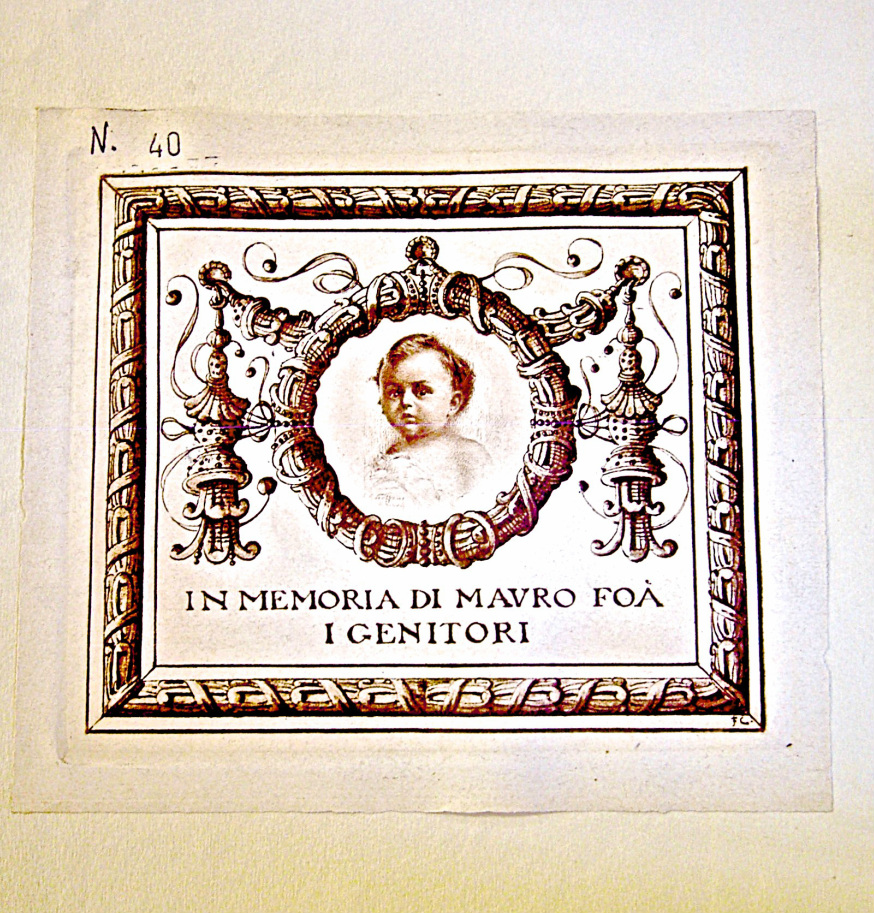 N. 40
IN MEMORIA DI MAVRO FOÀ
I GENITORI
F C.